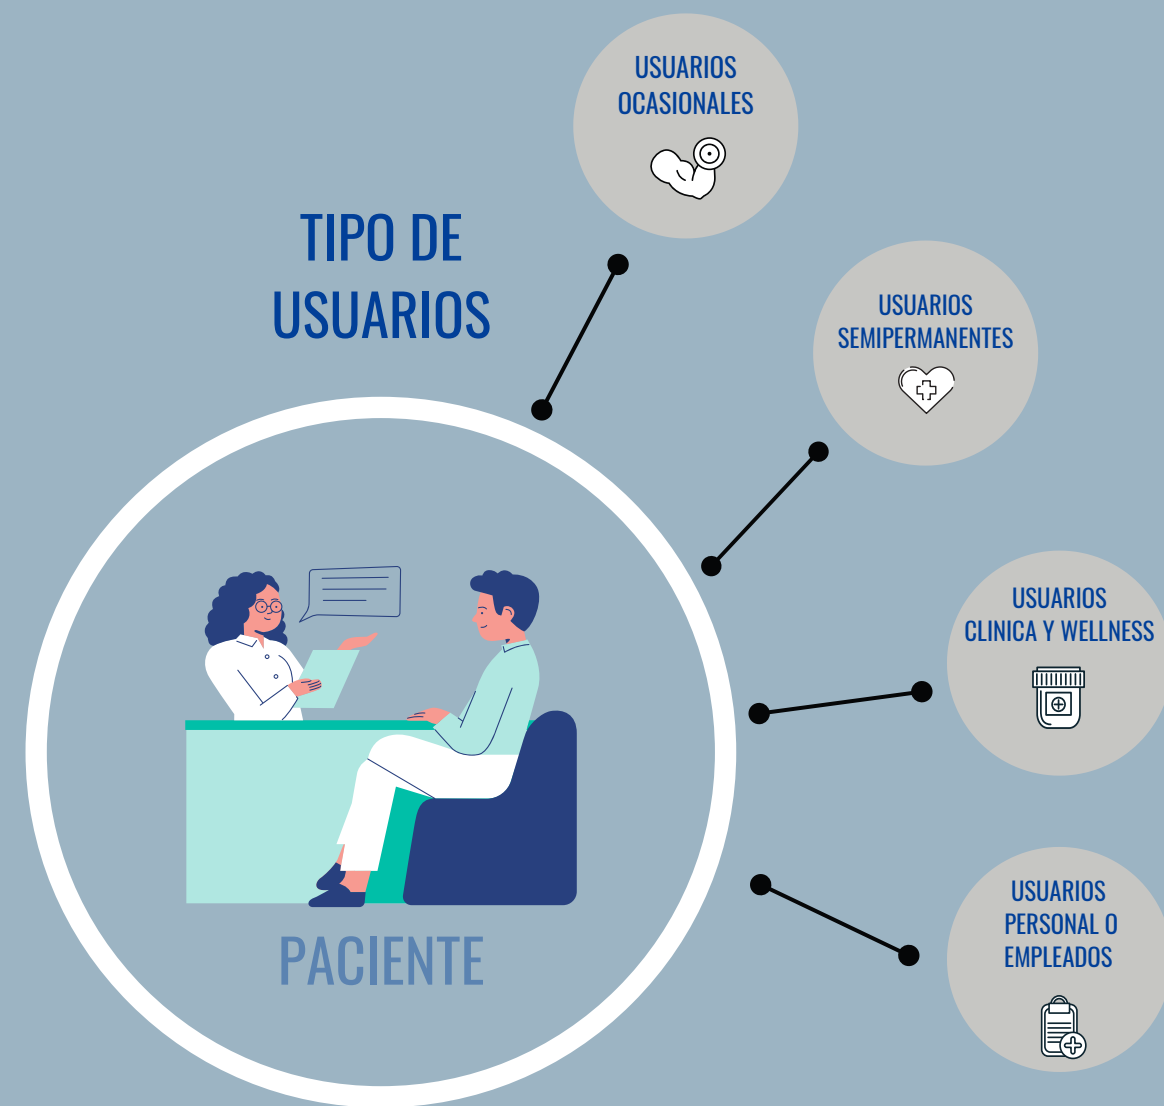 TIPO DE
USUARIOS
USUARIOS
OCASIONALES
USUARIOS
SEMIPERMANENTES
USUARIOS
CLINICA Y WELLNESS
USUARIOS
PERSONAL O
EMPLEADOS
PACIENTE